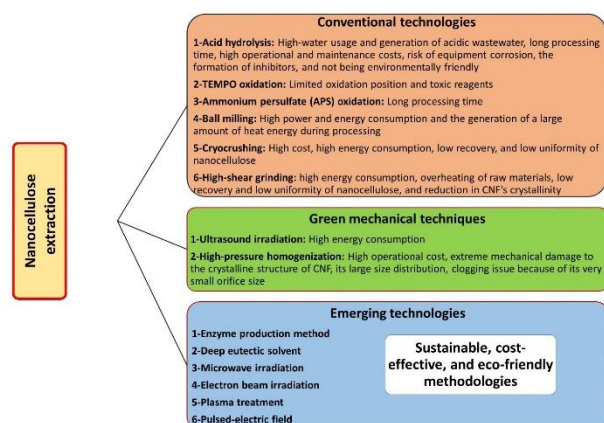 Nanocellulose
extraction
Conventional technologies
1-Acid hydrolysis: High-water usage and generation of acidic wastewater, long processing
time, high operational and maintenance costs, risk of equipment corrosion, the
formation of inhibitors, and not being environmentally friendly
2-TEMPO oxidation: Limited oxidation position and toxic reagents
3-Ammonium persulfate (APS) oxidation: Long processing time
4-Ball milling: High power and energy consumption and the generation of a large
amount of heat energy during processing
5-Cryocrushing: High cost, high energy consumption, low recovery, and low uniformity of
nanocellulose
6-High-shear grinding: high energy consumption, overheating of raw materials, low
recovery and low uniformity of nanocellulose, and reduction in CNF's crystallinity
Green mechanical techniques
1-Ultrasound irradiation: High energy consumption
2-High-pressure homogenization: High operational cost, extreme mechanical damage to
the crystalline structure of CNF, its large size distribution, clogging issue because of its very
small orifice size
Emerging technologies
1-Enzyme production method
2-Deep eutectic solvent
3-Microwave irradiation
4-Electron beam irradiation
5-Plasma treatment
6-Pulsed-electric field
Sustainable, cost-
effective, and eco-friendly
methodologies